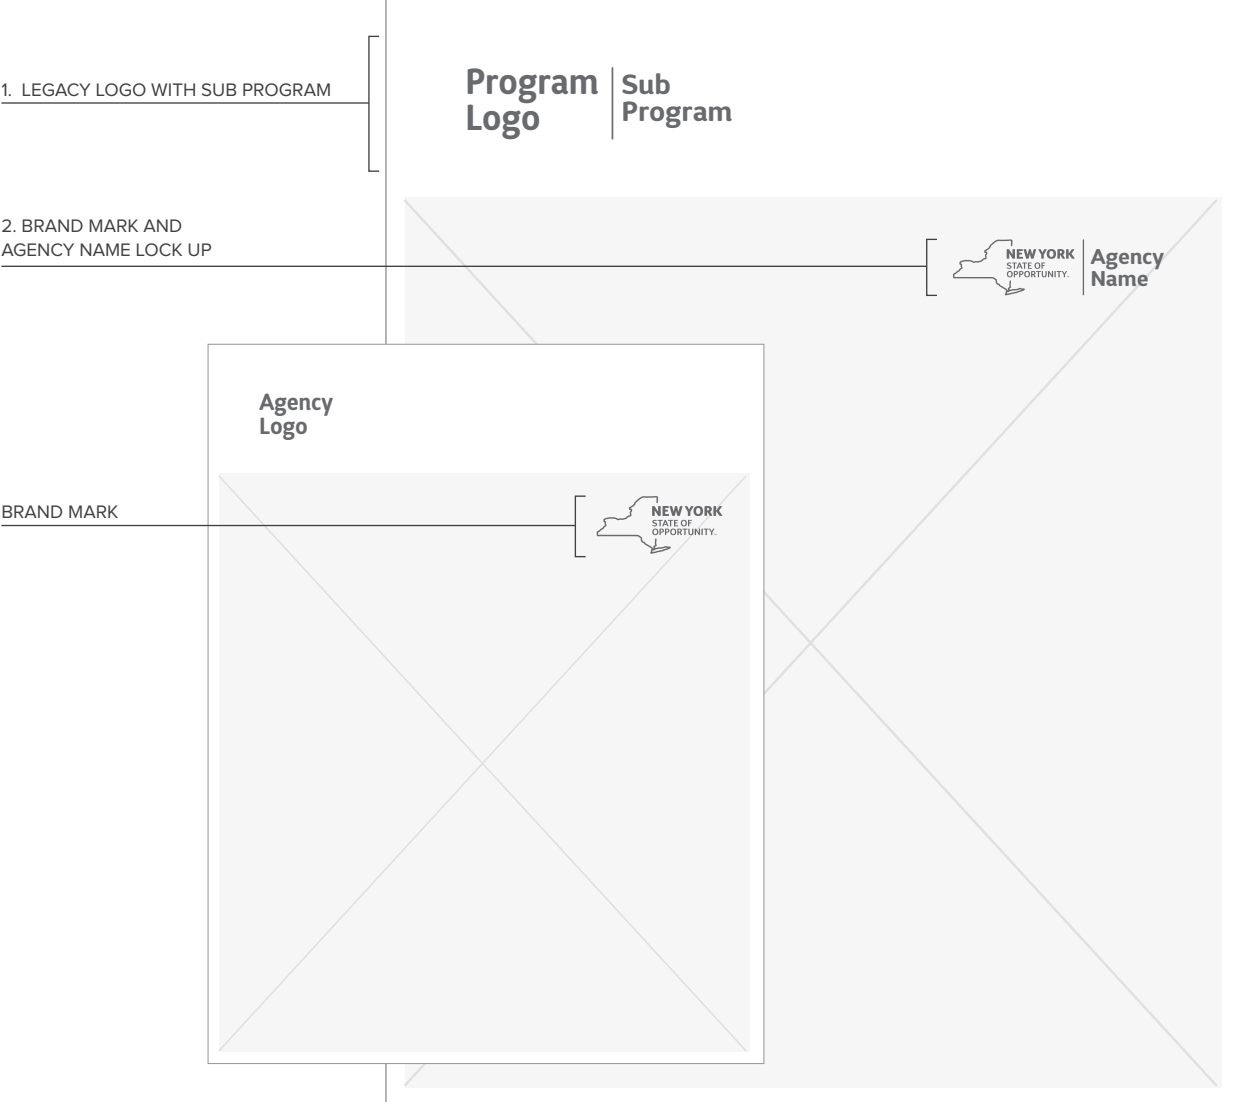 1. LEGACY LOGO WITH SUB PROGRAM
Program
Logo
Sub
Program
2. BRAND MARK AND
AGENCY NAME LOCK UP
NEW YORK
STATE OF
OPPORTUNITY.
Agency
Name
Agency
Logo
BRAND MARK
NEW YORK
STATE OF
OPPORTUNITY.